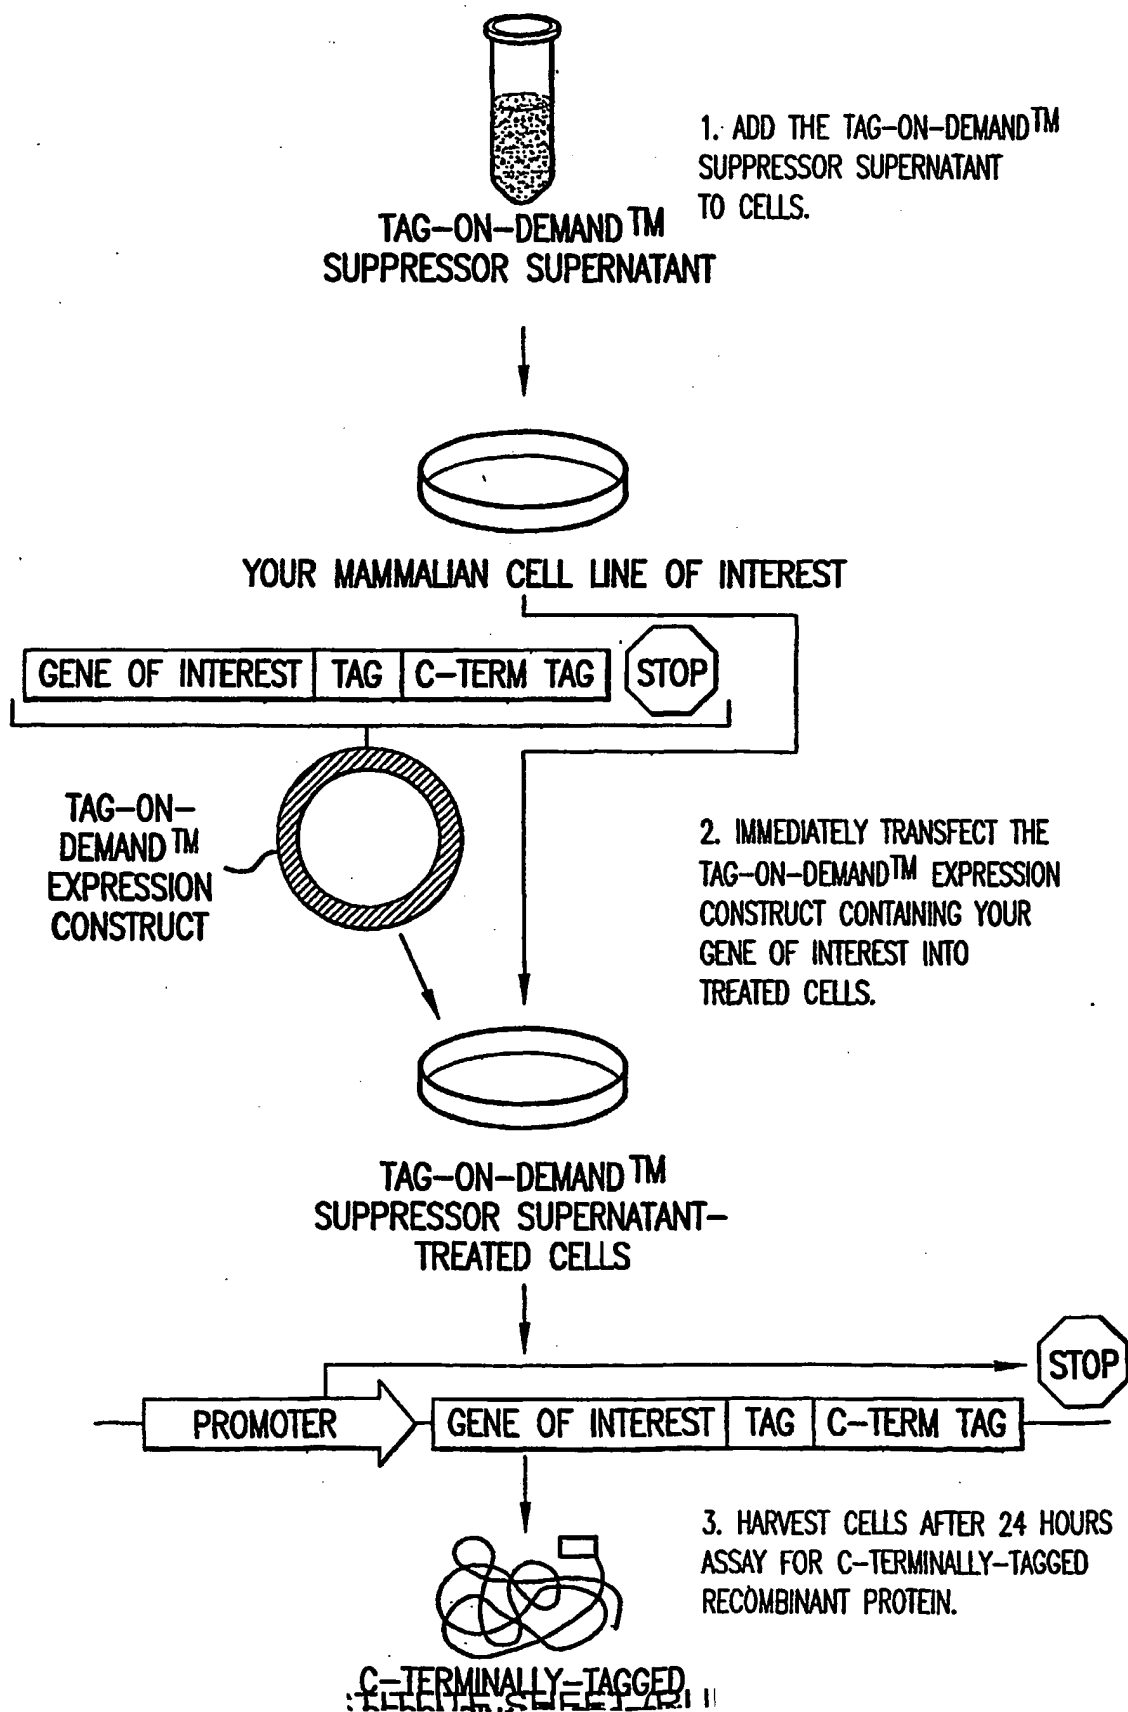 1. ADD THE TAG-ON-DEMAND™
SUPPRESSOR SUPERNATANT
TO CELLS.
TAG-ON-DEMAND™
SUPPRESSOR SUPERNATANT
YOUR MAMMALIAN CELL LINE OF INTEREST
GENE OF INTEREST TAG C-TERM TAG STOP
TAG-ON-
DEMAND™
EXPRESSION
CONSTRUCT
2. IMMEDIATELY TRANSFECT THE
TAG-ON-DEMAND™ EXPRESSION
CONSTRUCT CONTAINING YOUR
GENE OF INTEREST INTO
TREATED CELLS.
TAG-ON-DEMAND™
SUPPRESSOR SUPERNATANT-
TREATED CELLS
STOP
PROMOTER GENE OF INTEREST TAG C-TERM TAG
3. HARVEST CELLS AFTER 24 HOURS
ASSAY FOR C-TERMINALLY-TAGGED
RECOMBINANT PROTEIN.
C-TERMINALLY-TAGGED